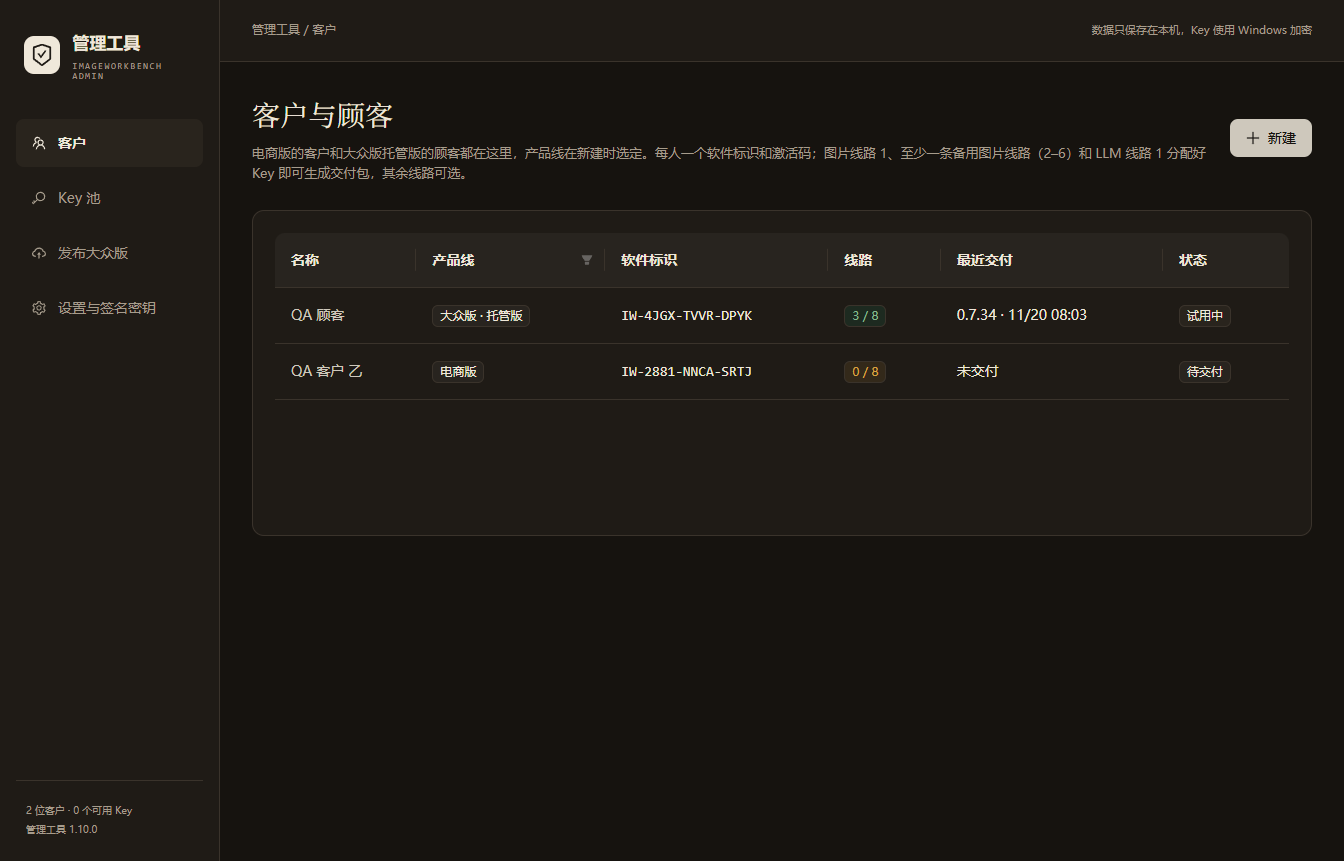 管理工具
IMAGEWORKBENCH
ADMIN
客户
Key 池
发布大众版
设置与签名密钥
2 位客户 · 0 个可用 Key
管理工具 1.10.0
管理工具 / 客户
数据只保存在本机，Key 使用 Windows 加密
客户与顾客
电商版的客户和大众版托管版的顾客都在这里，产品线在新建时选定。每人一个软件标识和激活码；图片线路 1、至少一条备用图片线路（2–6）和 LLM 线路 1 分配好
Key 即可生成交付包，其余线路可选。
新建
名称 产品线 软件标识 线路 最近交付 状态
QA 顾客 大众版 · 托管版 IW-4JGX-TVVR-DPYK 3 / 8 0.7.34 · 11/20 08:03 试用中
QA 客户 乙 电商版 IW-2881-NNCA-SRTJ 0 / 8 未交付 待交付